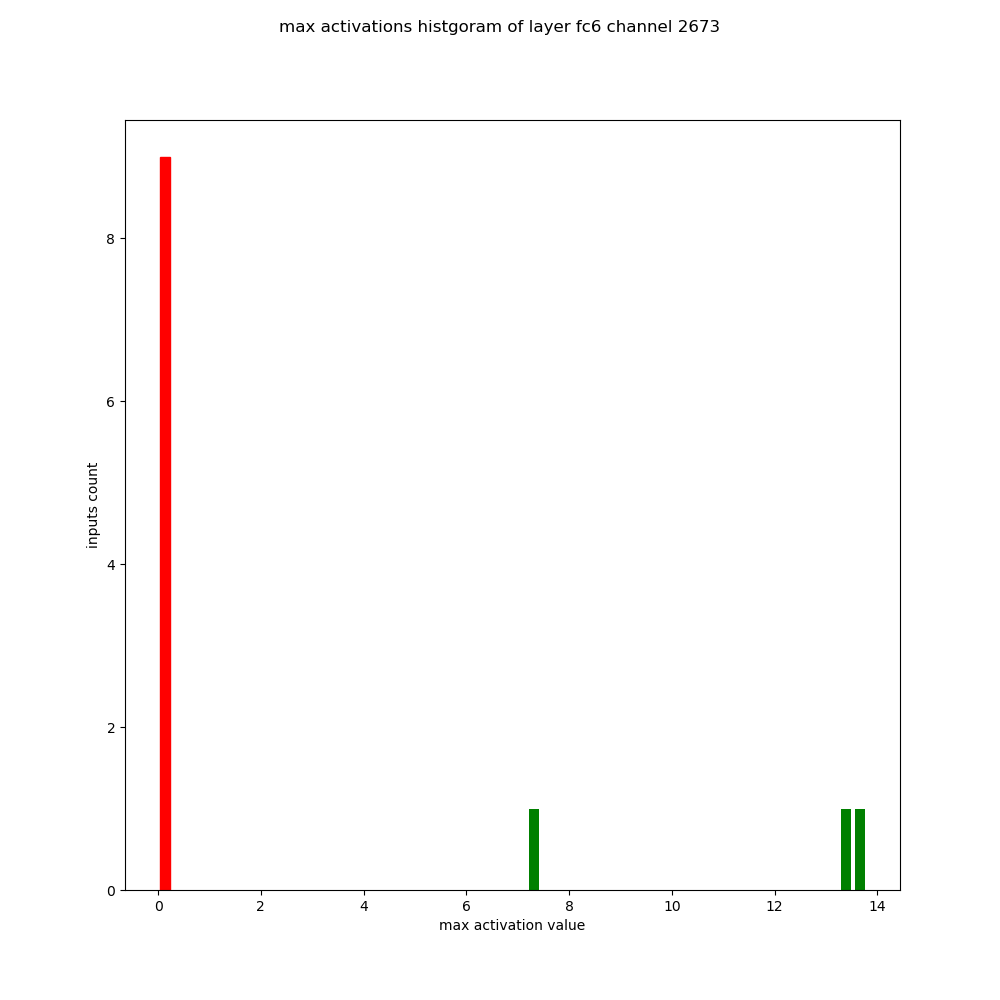 max activations histgoram of layer fc6 channel 2673
8
6
4
2
0
inputs count
0 2 4 6 8 10 12 14
max activation value